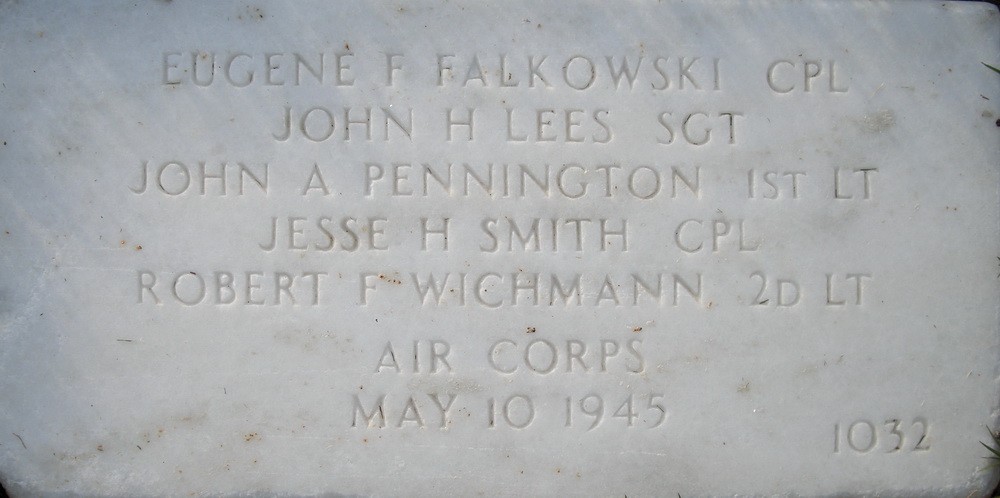 EUGENE F FALKOWSKI CPL
JOHN H LEES SGT
JOHN A PENNINGTON 1ST LT
JESSE H SMITH CPL
ROBERT F WICHMANN 2D LT
AIR CORPS
MAY 10 1945
1032